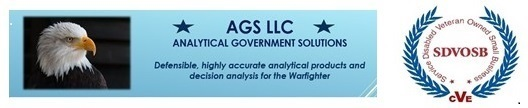 AGS LLC
ANALYTICAL GOVERNMENT SOLUTIONS
Defensible, highly accurate analytical products and
decision analysis for the Warfighter
Service Disabled Veteran Owned Small Business
SDVOSB
CVE